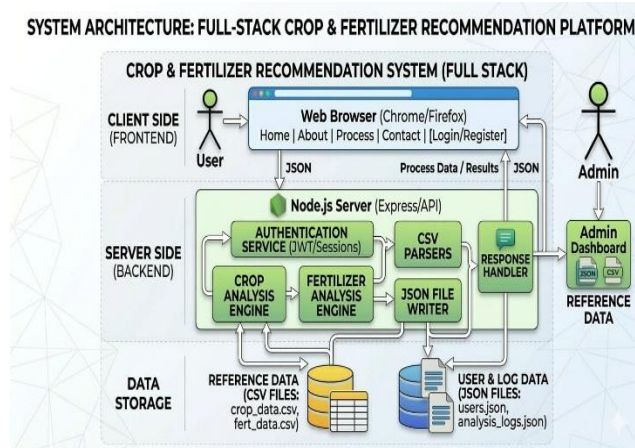 SYSTEM ARCHITECTURE: FULL-STACK CROP & FERTILIZER RECOMMENDATION PLATFORM
CROP & FERTILIZER RECOMMENDATION SYSTEM (FULL STACK)
CLIENT SIDE
(FRONTEND)
User
Web Browser (Chrome/Firefox)
Home | About | Process | Contact | [Login/Register]
Admin
JSON
Process Data / Results
JSON
SERVER SIDE
(BACKEND)
Node.js Server (Express/API)
AUTHENTICATION
SERVICE (JWT/Sessions)
CSV
PARSERS
RESPONSE
HANDLER
CROP
ANALYSIS
ENGINE
FERTILIZER
ANALYSIS
ENGINE
JSON FILE
WRITER
Admin
Dashboard
JSON
CSV
REFERENCE
DATA
DATA
STORAGE
REFERENCE DATA
(CSV FILES:
crop_data.csv,
fert_data.csv)
USER & LOG DATA
(JSON FILES:
users.json,
analysis_logs.json)